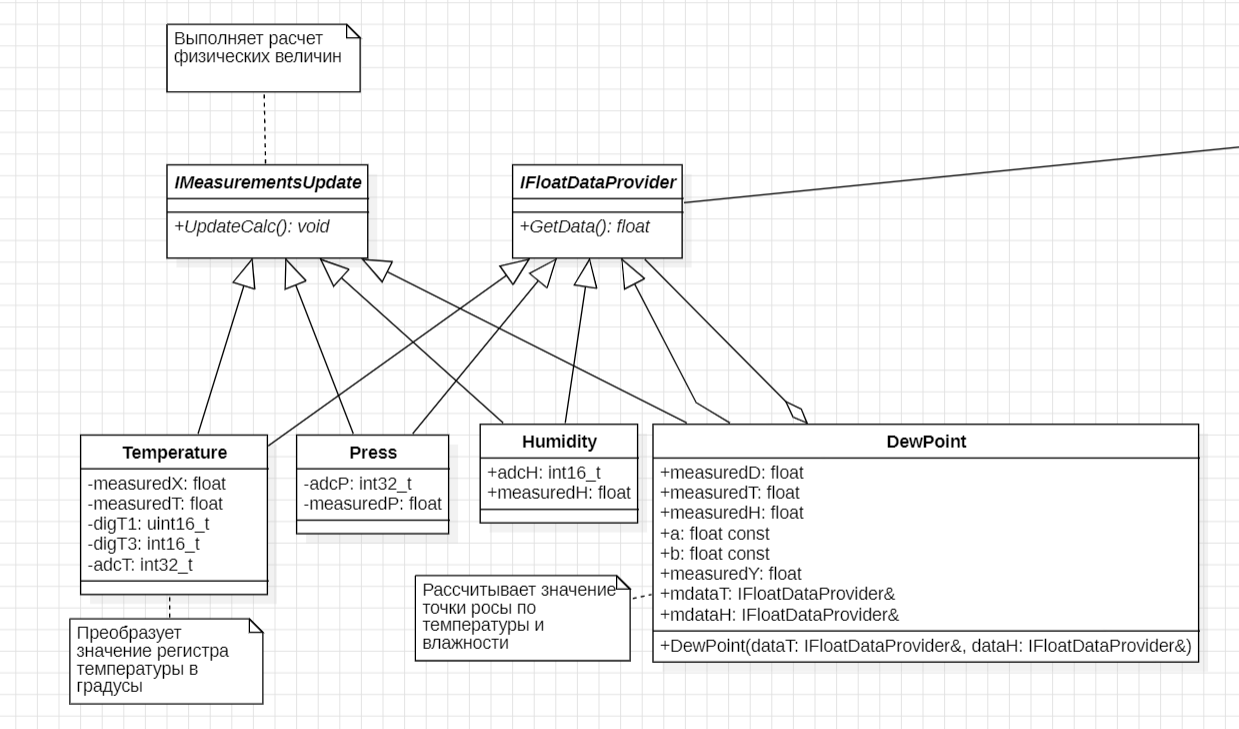 Выполняет расчет
физических величин
IMeasurementsUpdate
+UpdateCalc(): void
IFloatDataProvider
+GetData(): float
Temperature
-measuredX: float
-measuredT: float
-digT1: uint16_t
-digT3: int16_t
-adcT: int32_t
Преобразует
значение регистра
температуры в
градусы
Press
-adcP: int32_t
-measuredP: float
Humidity
+adcH: int16_t
+measuredH: float
Рассчитывает значение
точки росы по
температуры и
влажности
DewPoint
+measuredD: float
+measuredT: float
+measuredH: float
+a: float const
+b: float const
+measuredY: float
+mdataT: IFloatDataProvider&
+mdataH: IFloatDataProvider&
+DewPoint(dataT: IFloatDataProvider&, dataH: IFloatDataProvider&)